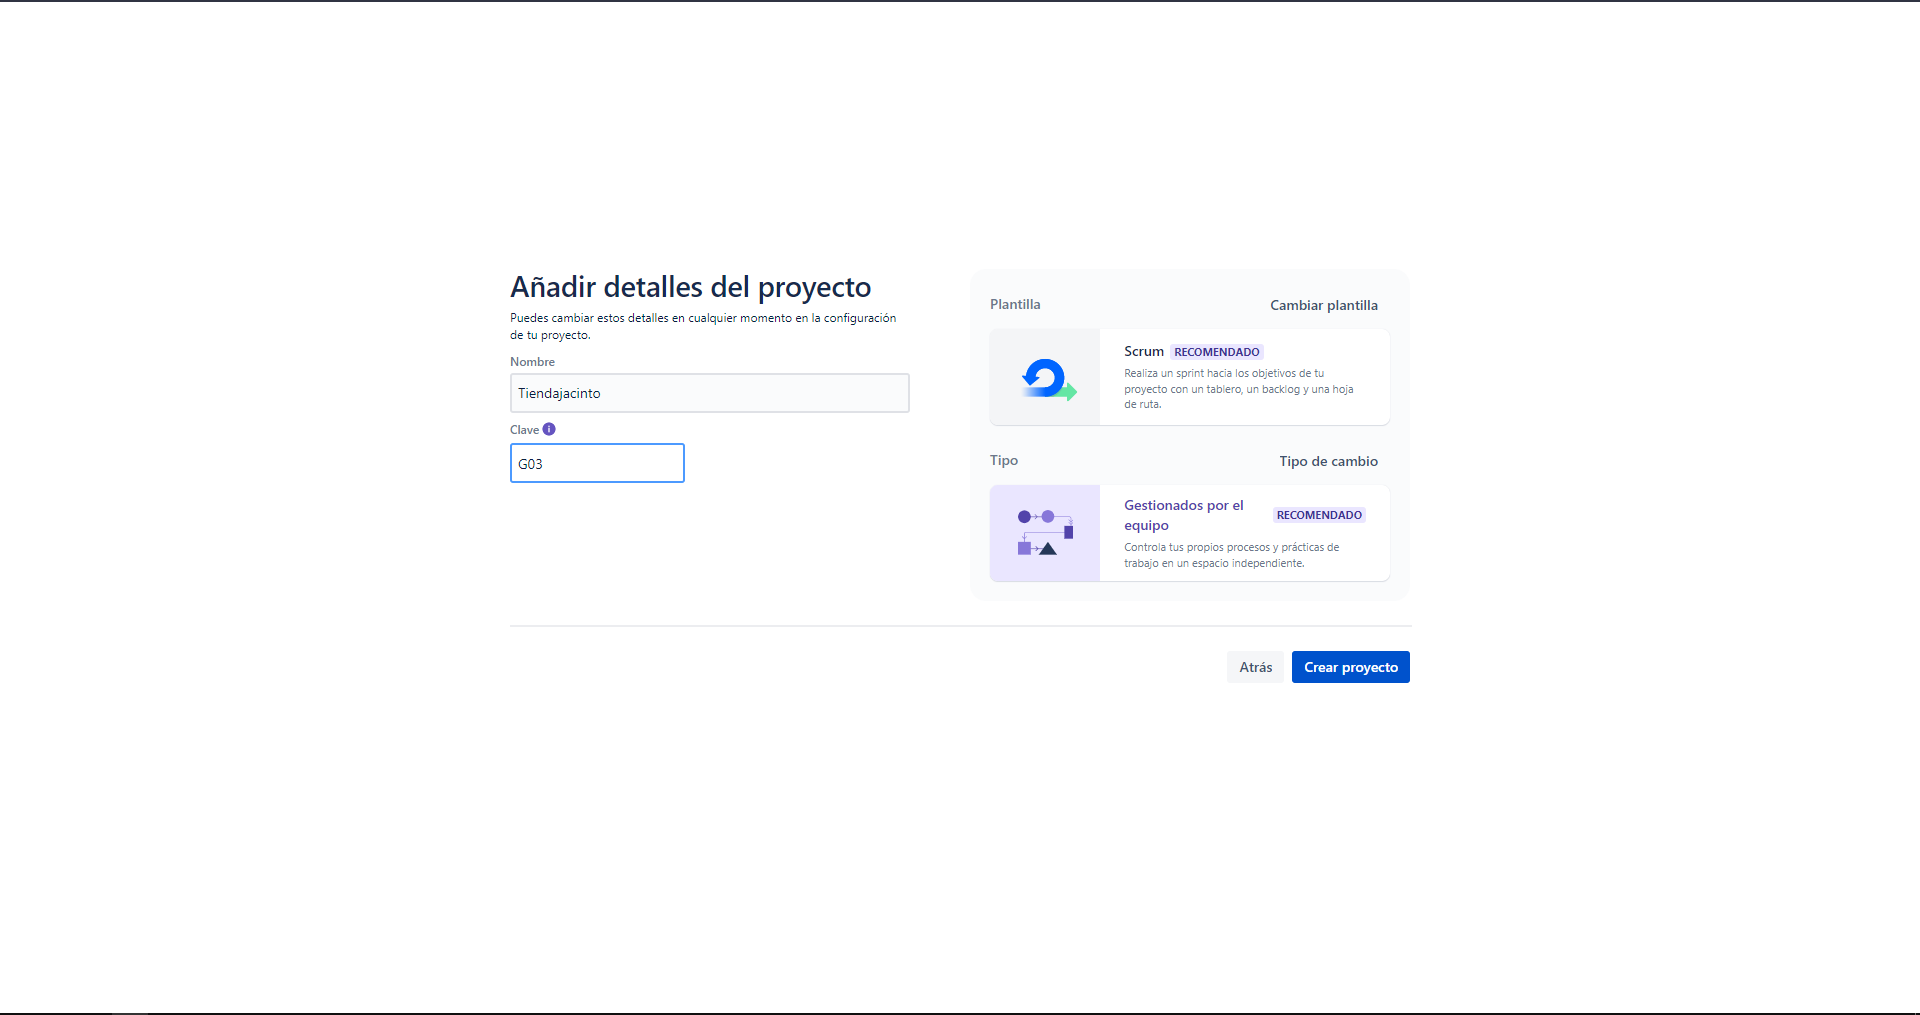 Añadir detalles del proyecto
Puedes cambiar estos detalles en cualquier momento en la configuración
de tu proyecto.
Nombre
Tiendajacinto
Clave
G03
Plantilla
Cambiar plantilla
Scrum RECOMENDADO
Realiza un sprint hacia los objetivos de tu
proyecto con un tablero, un backlog y una hoja
de ruta.
Tipo
Tipo de cambio
Gestionados por el
equipo
RECOMENDADO
Controla tus propios procesos y prácticas de
trabajo en un espacio independiente.
Atrás
Crear proyecto